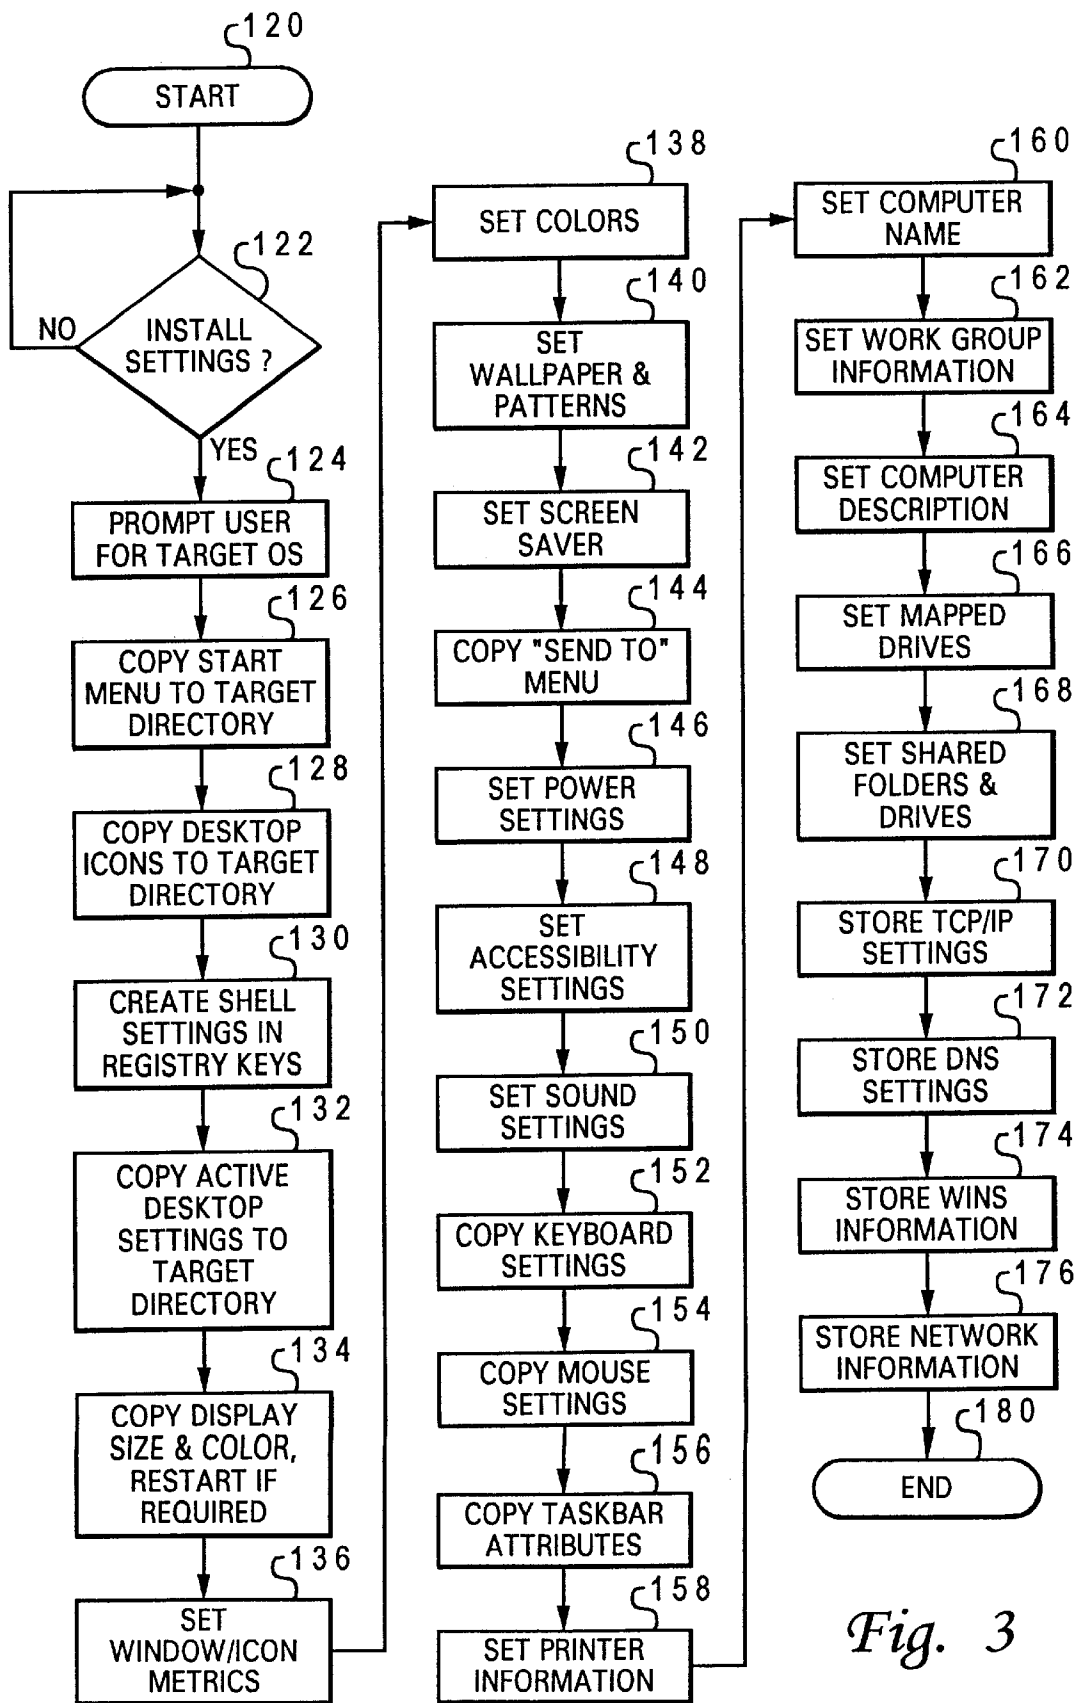 120
START
122
INSTALL
SETTINGS ?
NO
YES
124
PROMPT USER
FOR TARGET OS
126
COPY START
MENU TO TARGET
DIRECTORY
128
COPY DESKTOP
ICONS TO TARGET
DIRECTORY
130
CREATE SHELL
SETTINGS IN
REGISTRY KEYS
132
COPY ACTIVE
DESKTOP
SETTINGS TO
TARGET
DIRECTORY
134
COPY DISPLAY
SIZE & COLOR,
RESTART IF
REQUIRED
136
SET
WINDOW/ICON
METRICS
138
SET COLORS
140
SET
WALLPAPER &
PATTERNS
142
SET SCREEN
SAVER
144
COPY "SEND TO"
MENU
146
SET POWER
SETTINGS
148
SET
ACCESSIBILITY
SETTINGS
150
SET SOUND
SETTINGS
152
COPY KEYBOARD
SETTINGS
154
COPY MOUSE
SETTINGS
156
COPY TASKBAR
ATTRIBUTES
158
SET PRINTER
INFORMATION
160
SET COMPUTER
NAME
162
SET WORK GROUP
INFORMATION
164
SET COMPUTER
DESCRIPTION
166
SET MAPPED
DRIVES
168
SET SHARED
FOLDERS &
DRIVES
170
STORE TCP/IP
SETTINGS
172
STORE DNS
SETTINGS
174
STORE WINS
INFORMATION
176
STORE NETWORK
INFORMATION
180
END
Fig. 3